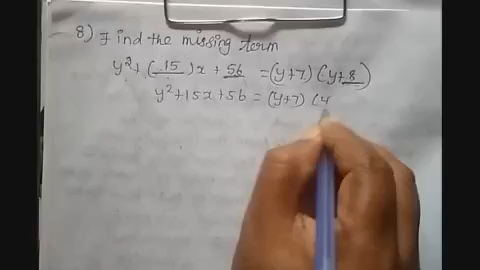 8) Find the missing term
y²+(15)x+56 =(y+7)(y+8)
y²+15x+56=(y+7)(y